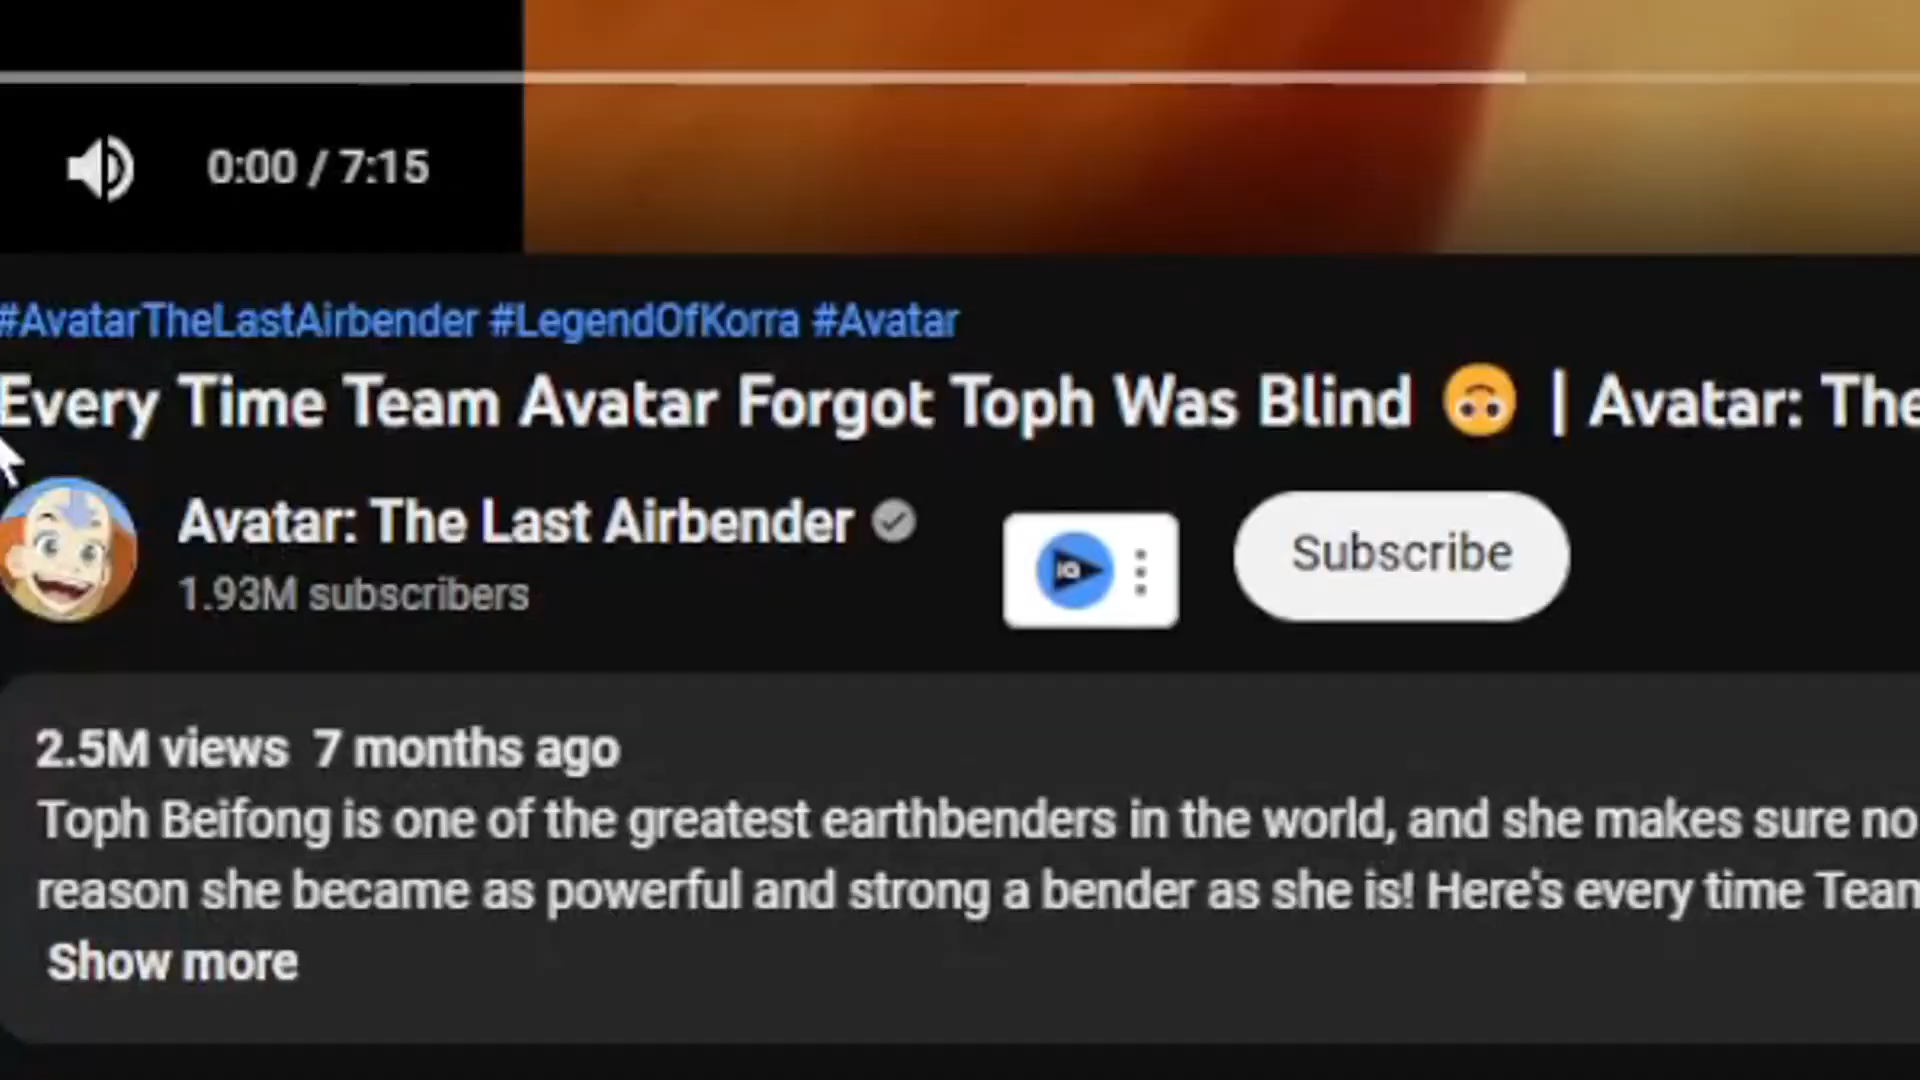 0:00 / 7:15
#AvatarTheLastAirbender #LegendOfKorra #Avatar
Every Time Team Avatar Forgot Toph Was Blind 🙃 | Avatar: The
Avatar: The Last Airbender
1.93M subscribers
IQ
Subscribe
2.5M views 7 months ago
Toph Beifong is one of the greatest earthbenders in the world, and she makes sure no
reason she became as powerful and strong a bender as she is! Here's every time Team
Show more